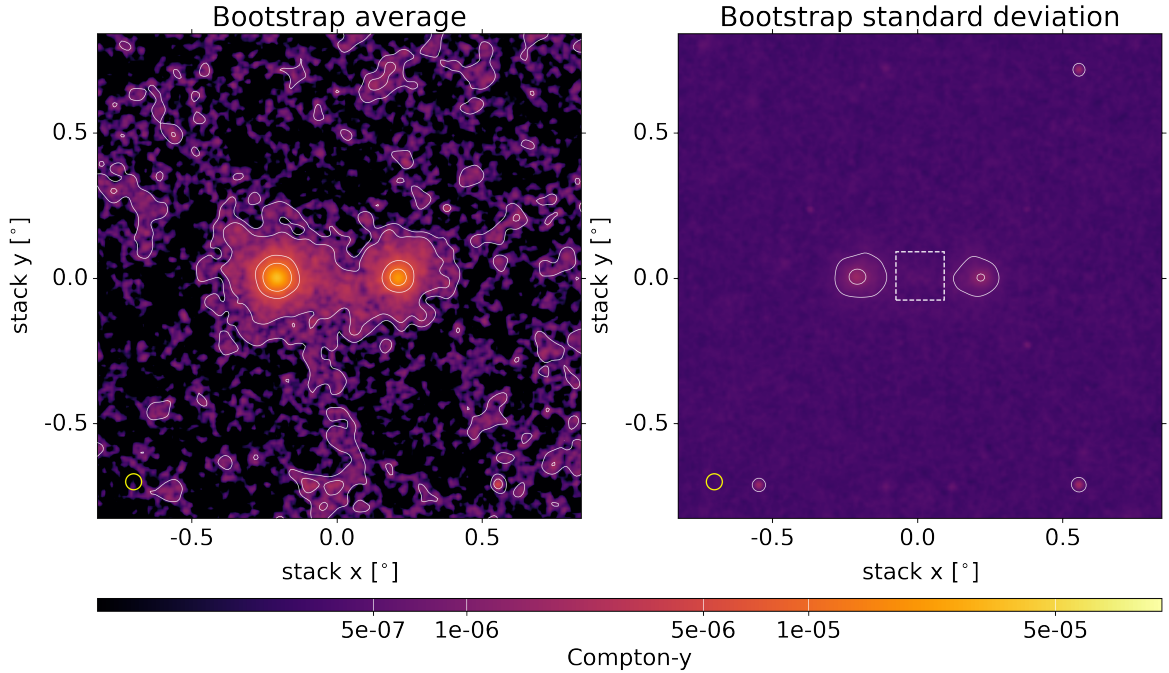 Bootstrap average
Bootstrap standard deviation
0.5
0.0
-0.5
stack y [°]
-0.5
0.0
0.5
stack x [°]
0.5
0.0
-0.5
stack y [°]
-0.5
0.0
0.5
stack x [°]
5e-07
1e-06
5e-06
1e-05
5e-05
Compton-y